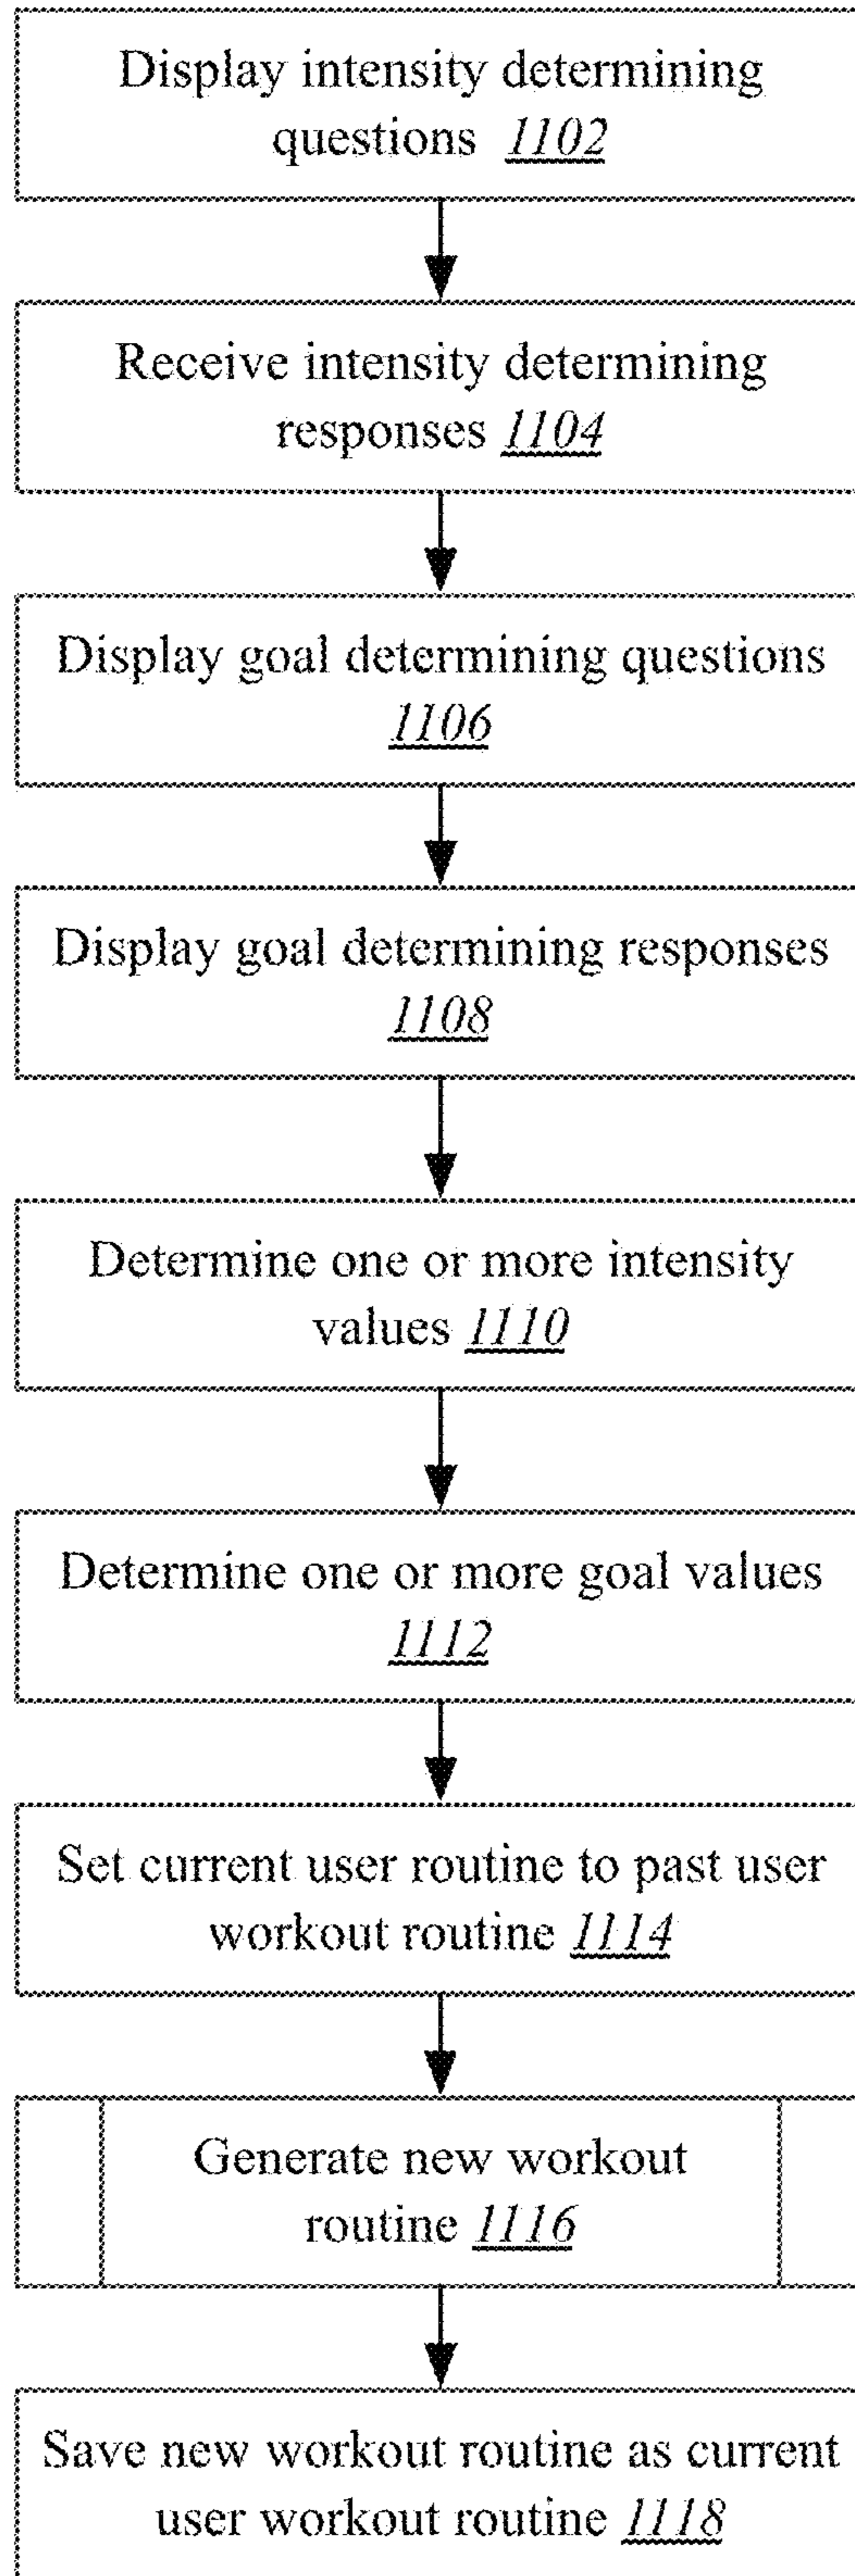 Display intensity determining
questions 1102
Receive intensity determining
responses 1104
Display goal determining questions
1106
Display goal determining responses
1108
Determine one or more intensity
values 1110
Determine one or more goal values
1112
Set current user routine to past user
workout routine 1114
Generate new workout
routine 1116
Save new workout routine as current
user workout routine 1118